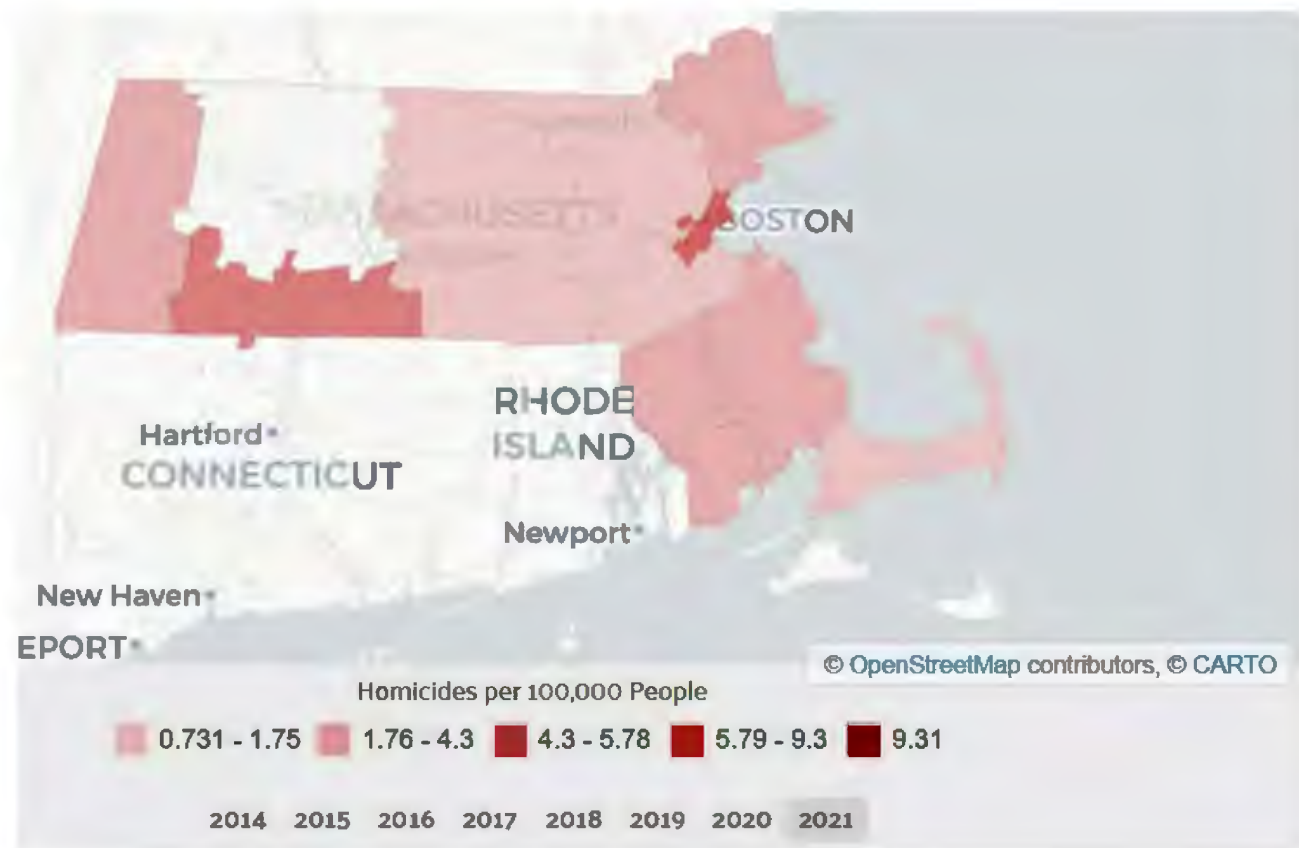 MASSACHUSETTS
BOSTON
RHODE
ISLAND
Hartford
CONNECTICUT
Newport
New Haven
EPORT
© OpenStreetMap contributors, © CARTO
Homicides per 100,000 People
0.731 - 1.75 1.76 - 4.3 4.3 - 5.78 5.79 - 9.3 9.31
2014 2015 2016 2017 2018 2019 2020 2021